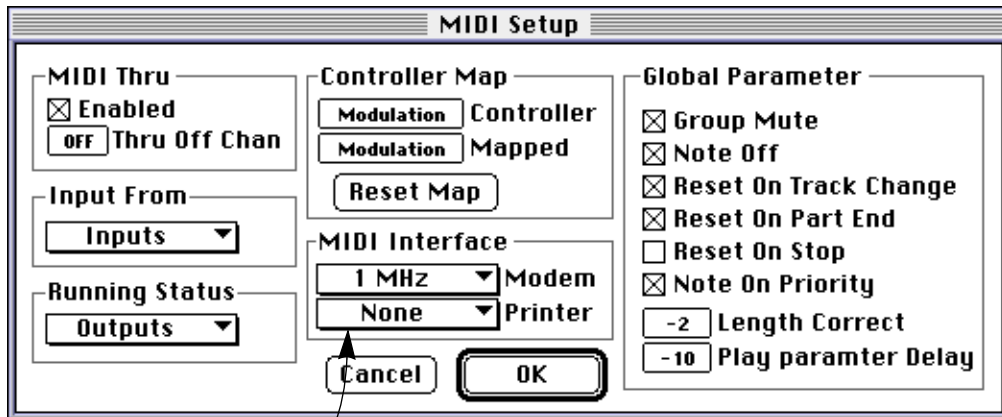 MIDI Setup
MIDI Thru
Enabled
OFF Thru Off Chan
Input From
Inputs
Running Status
Outputs
Controller Map
Modulation Controller
Modulation Mapped
Reset Map
MIDI Interface
1 MHz Modem
None Printer
Cancel
OK
Global Parameter
Group Mute
Note Off
Reset On Track Change
Reset On Part End
Reset On Stop
Note On Priority
-2 Length Correct
-10 Play paramter Delay